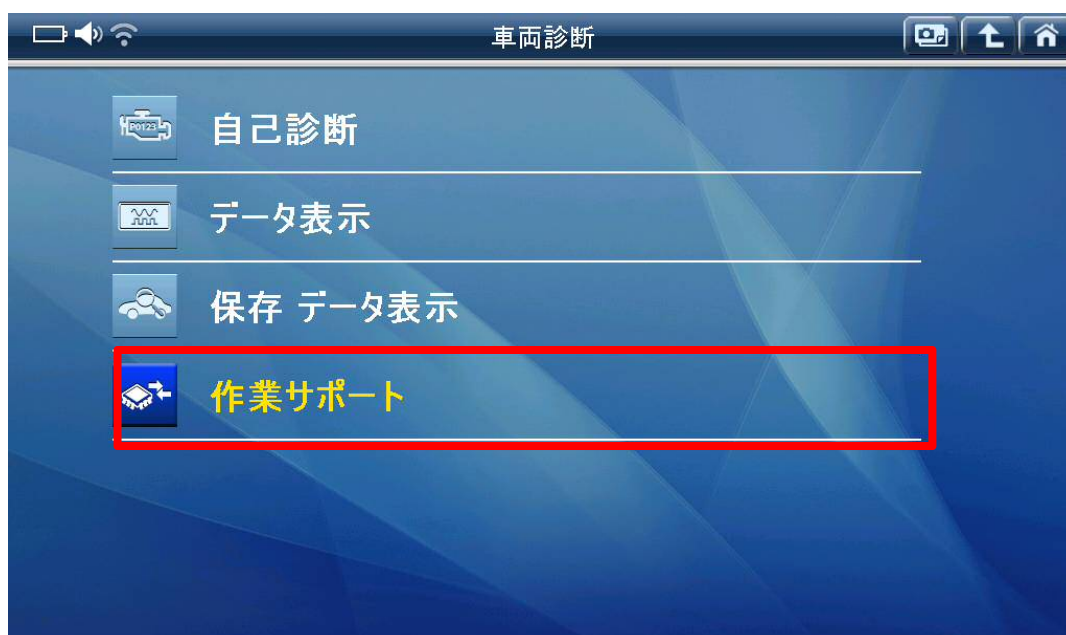 車両診断
P0123
自己診断
データ表示
保存 データ表示
作業サポート